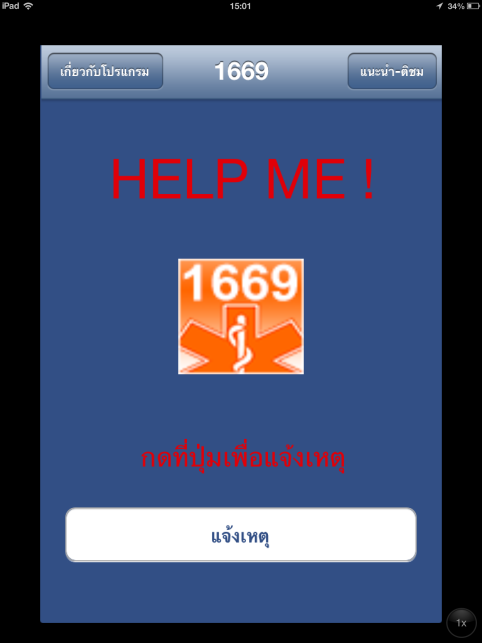 iPad 15:01 34%
เกี่ยวกับโปรแกรม 1669 แนะนำ-ติชม
HELP ME !
1669
กดที่ปุ่มเพื่อแจ้งเหตุ
แจ้งเหตุ
1x